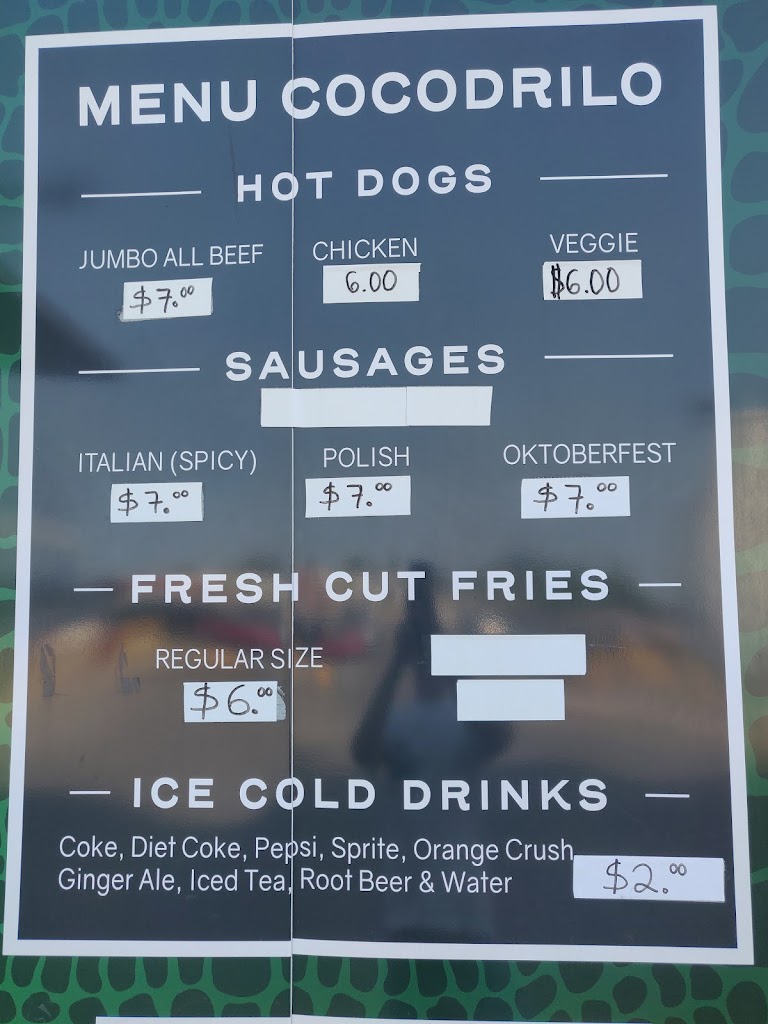 MENU COCODRILO
HOT DOGS
JUMBO ALL BEEF CHICKEN VEGGIE
$7.00 6.00 $6.00
SAUSAGES
ITALIAN (SPICY) POLISH OKTOBERFEST
$7.00 $7.00 $7.00
FRESH CUT FRIES
REGULAR SIZE
$6.00
ICE COLD DRINKS
Coke, Diet Coke, Pepsi, Sprite, Orange Crush
Ginger Ale, Iced Tea, Root Beer & Water $2.00